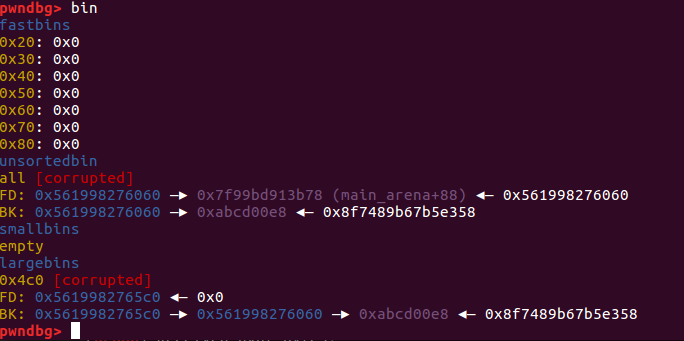 pwndbg> bin
fastbins
0x20: 0x0
0x30: 0x0
0x40: 0x0
0x50: 0x0
0x60: 0x0
0x70: 0x0
0x80: 0x0
unsortedbin
all [corrupted]
FD: 0x561998276060 —▸ 0x7f99bd913b78 (main_arena+88) ◂— 0x561998276060
BK: 0x561998276060 —▸ 0xabcd00e8 ◂— 0x8f7489b67b5e358
smallbins
empty
largebins
0x4c0 [corrupted]
FD: 0x5619982765c0 ◂— 0x0
BK: 0x5619982765c0 —▸ 0x561998276060 —▸ 0xabcd00e8 ◂— 0x8f7489b67b5e358
pwndbg>